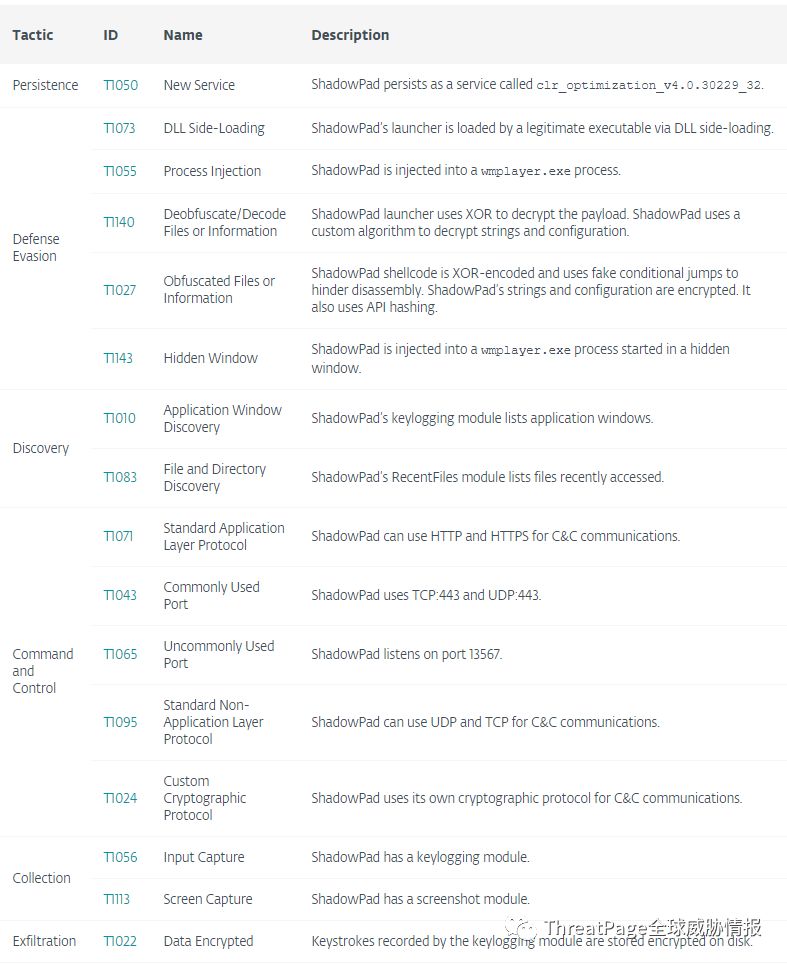 Tactic ID Name Description
Persistence T1050 New Service ShadowPad persists as a service called clr_optimization_v4.0.30229_32.
T1073 DLL Side-Loading ShadowPad's launcher is loaded by a legitimate executable via DLL side-loading.
T1055 Process Injection ShadowPad is injected into a wmplayer.exe process.
Defense
Evasion
T1140
Deobfuscate/Decode
Files or Information
ShadowPad launcher uses XOR to decrypt the payload. ShadowPad uses a
custom algorithm to decrypt strings and configuration.
T1027
Obfuscated Files or
Information
ShadowPad shellcode is XOR-encoded and uses fake conditional jumps to
hinder disassembly. ShadowPad's strings and configuration are encrypted. It
also uses API hashing.
T1143 Hidden Window
ShadowPad is injected into a wmplayer.exe process started in a hidden
window.
Discovery
T1010
Application Window
Discovery
ShadowPad's keylogging module lists application windows.
T1083
File and Directory
Discovery
ShadowPad's RecentFiles module lists files recently accessed.
Command
and
Control
T1071
Standard Application
Layer Protocol
ShadowPad can use HTTP and HTTPS for C&C communications.
T1043
Commonly Used
Port
ShadowPad uses TCP:443 and UDP:443.
T1065
Uncommonly Used
Port
ShadowPad listens on port 13567.
T1095
Standard Non-
Application Layer
Protocol
ShadowPad can use UDP and TCP for C&C communications.
T1024
Custom
Cryptographic
Protocol
ShadowPad uses its own cryptographic protocol for C&C communications.
Collection
T1056 Input Capture ShadowPad has a keylogging module.
T1113 Screen Capture ShadowPad has a screenshot module.
Exfiltration T1022 Data Encrypted Keystrokes recorded by the keylogging module are stored encrypted on disk.
ThreatPage全球威胁情报